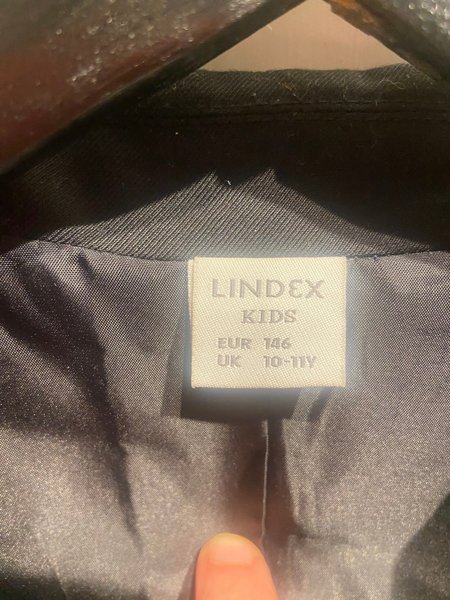 LINDEX
KIDS
EUR 146
UK 10-11Y